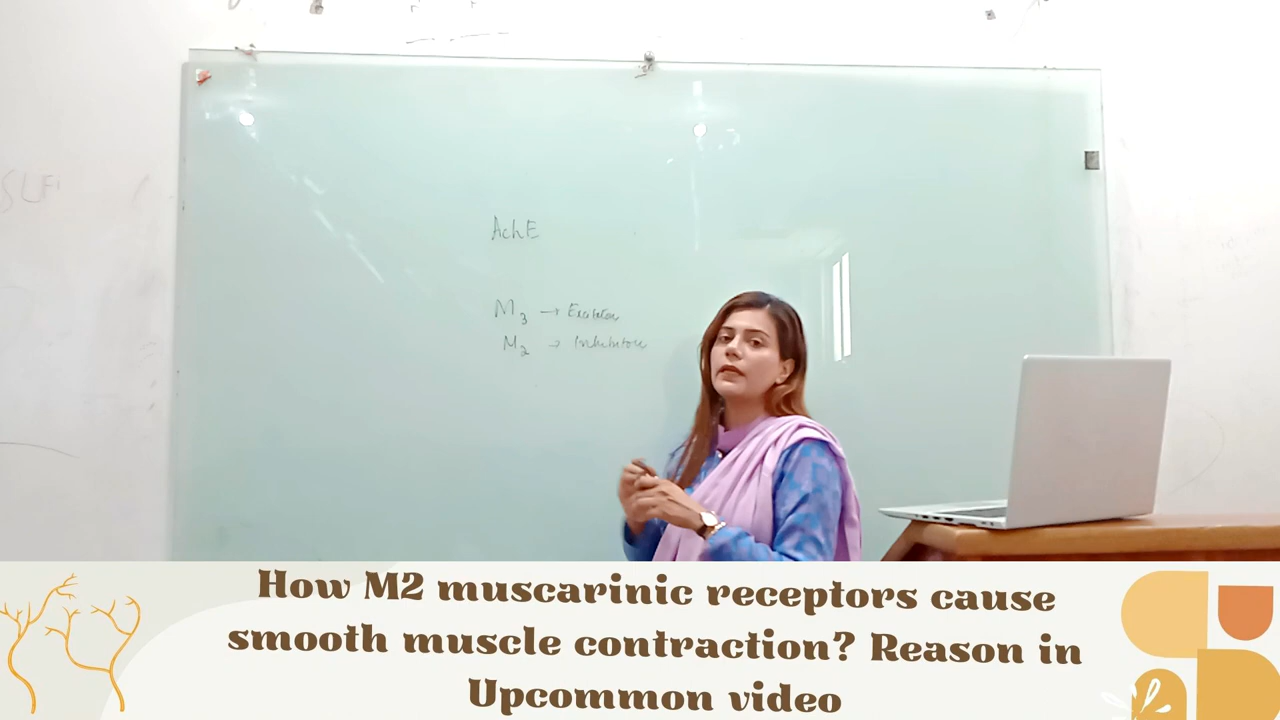 AchE
M3 → Excitatory
M2 → Inhibitory
How M2 muscarinic receptors cause
smooth muscle contraction? Reason in
Upcommon video